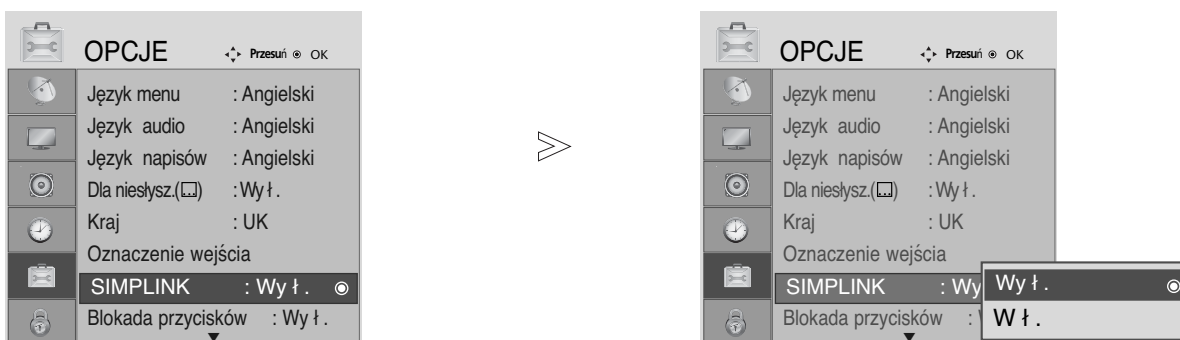 OPCJE Przesuń OK
Język menu : Angielski
Język audio : Angielski
Język napisów : Angielski
Dla niesłysz.( ) : Wył.
Kraj : UK
Oznaczenie wejścia
SIMPLINK : Wył.
Blokada przycisków : Wył.
OPCJE Przesuń OK
Język menu : Angielski
Język audio : Angielski
Język napisów : Angielski
Dla niesłysz.( ) : Wył.
Kraj : UK
Oznaczenie wejścia
SIMPLINK : Wy
Blokada przycisków :
Wył.
Wł.